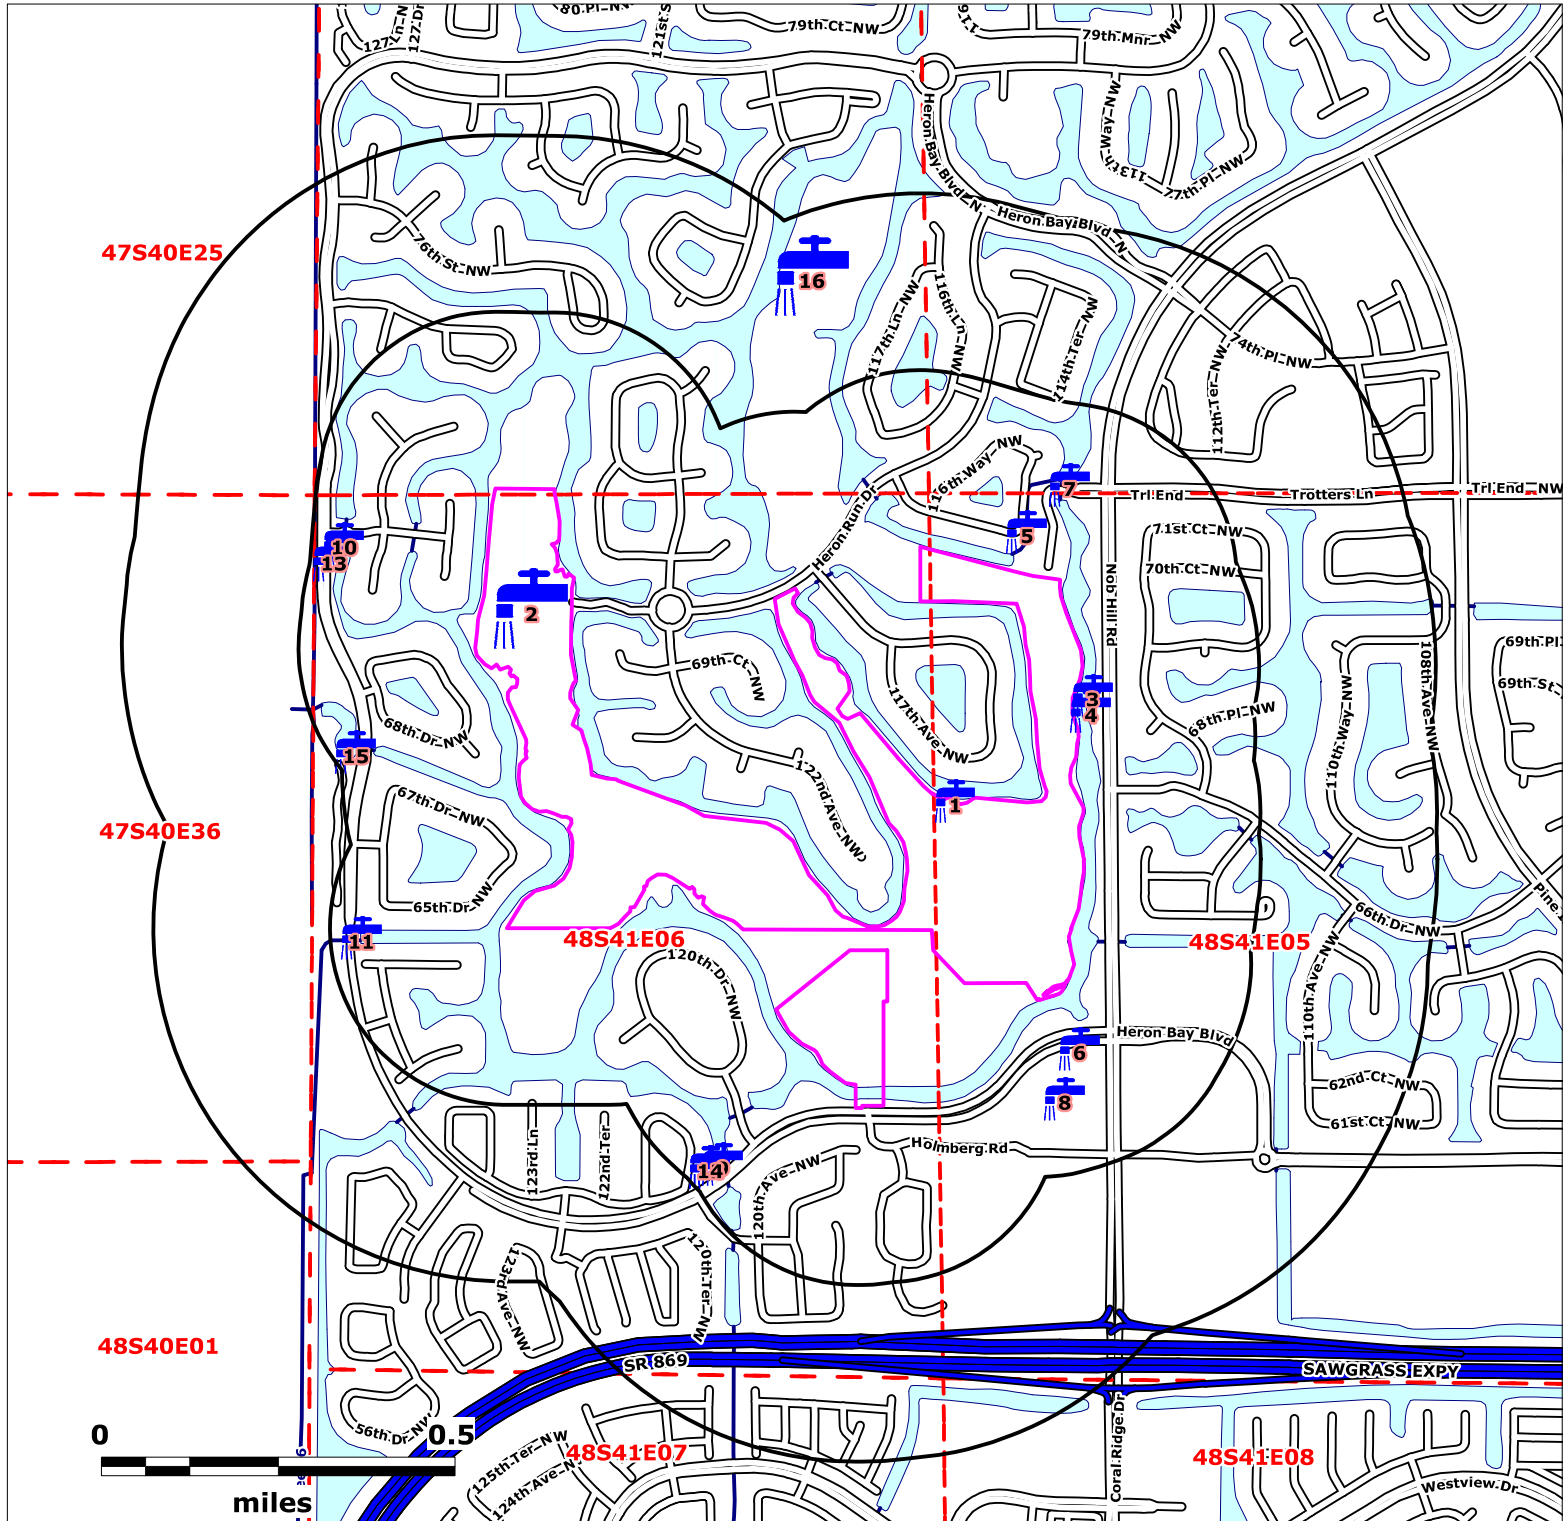 80 Pl NW
121st S
79th Ct NW
79th Mnr NW
127 Ln N
127 Dr
Heron Bay Blvd N
113th Way NW
77th Pl NW
Heron Bay Blvd N
47S40E25
76th St NW
16
117th Ln NW
116th Ln NW
114th Ter NW
74th Pl NW
112th Ter NW
116th Way NW
7
Trl End
Trotters Ln
Trl End NW
Heron Run Dr
5
71st Ct NW
10
13
70th Ct NW
Nob Hill Rd
2
69th Pl
69th Ct NW
69th St
108th Ave NW
117th Ave NW
3
4
68th Pl NW
110th Way NW
68th Dr NW
15
122nd Ave NW
67th Dr NW
1
47S40E36
65th Dr NW
Pine
66th Dr NW
11
48S41E06
48S41E05
120th Dr NW
110th Ave NW
Heron Bay Blvd
6
62nd Ct NW
8
61st Ct NW
Holmberg Rd
123rd Ln
122nd Ter
14
120th Ave NW
123rd Ave NW
120th Ter NW
48S40E01
SR 869
SAWGRASS EXPY
56th Dr NW
0
0.5
miles
125th Ter NW
124th Ave N
48S41E07
Coral Ridge Dr
48S41E08
Westview Dr